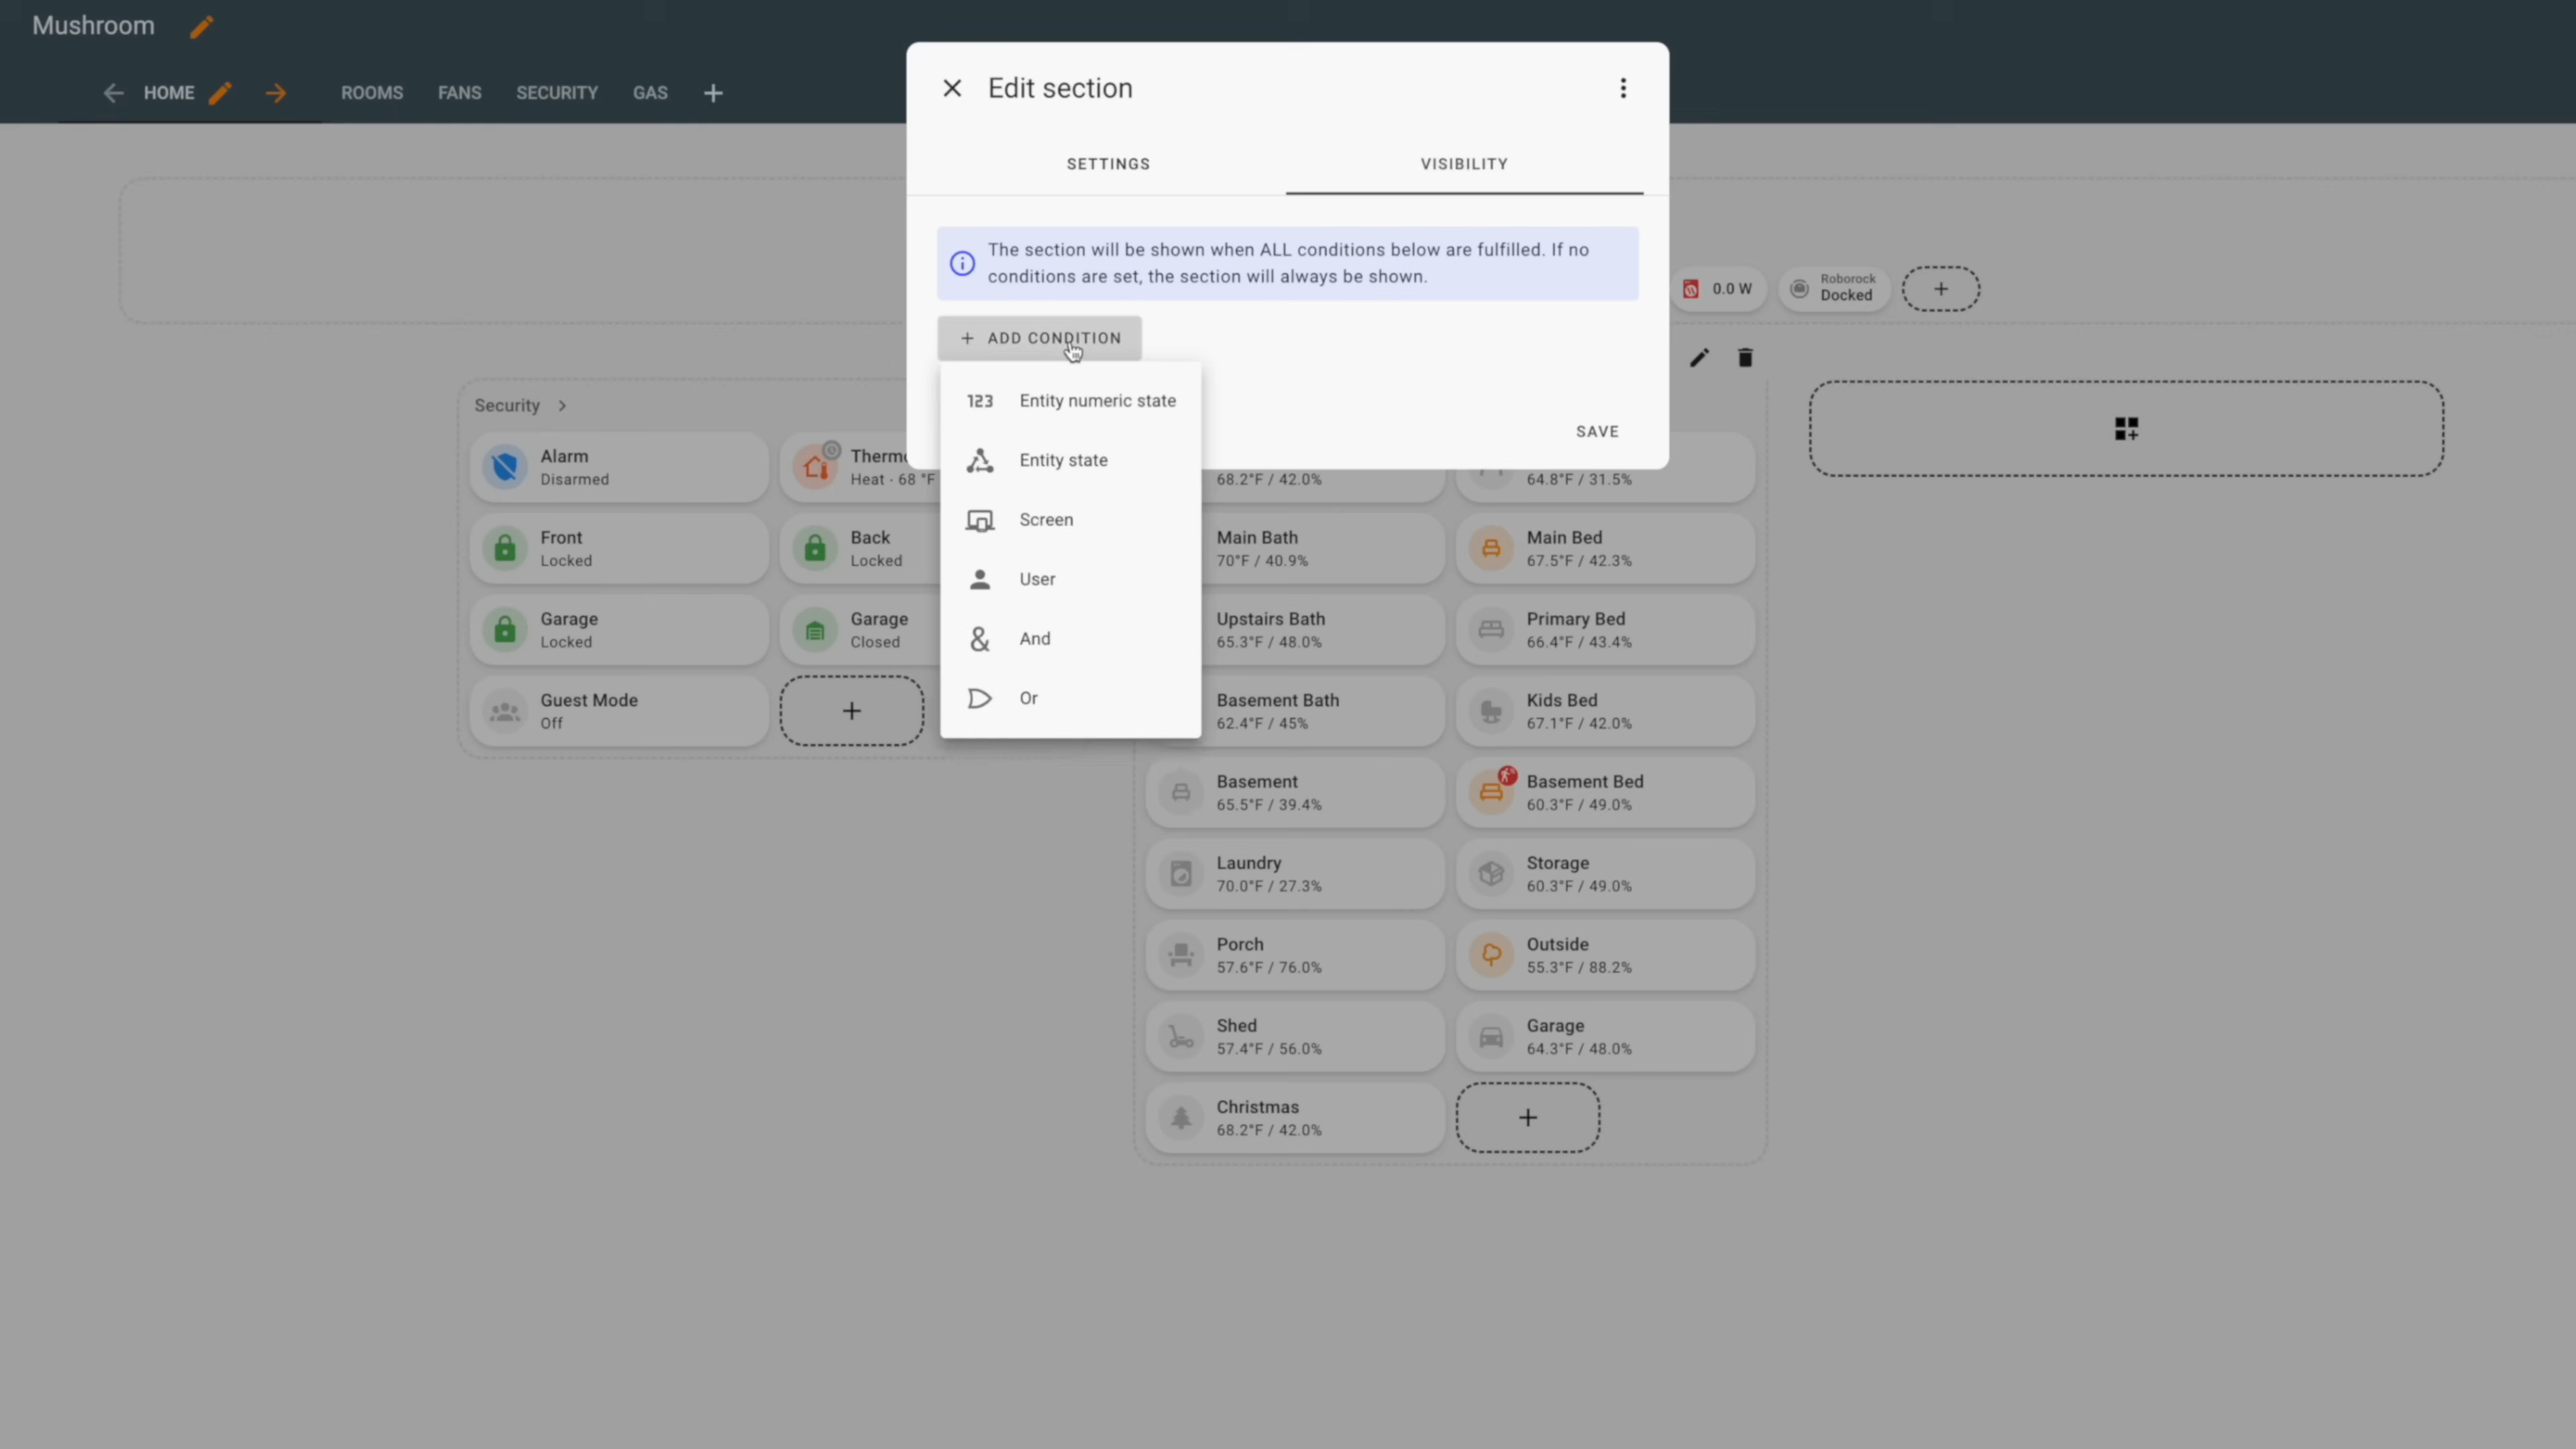 Mushroom
HOME
ROOMS
FANS
SECURITY
GAS
Edit section
SETTINGS
VISIBILITY
The section will be shown when ALL conditions below are fulfilled. If no
conditions are set, the section will always be shown.
ADD CONDITION
123 Entity numeric state
Entity state
Screen
User
& And
Or
SAVE
0.0 W
Roborock
Docked
Security
Alarm
Disarmed
Heat · 68 °F
Front
Locked
Back
Locked
Garage
Locked
Garage
Closed
Guest Mode
Off
68.2°F / 42.0%
64.8°F / 31.5%
Main Bath
70°F / 40.9%
Main Bed
67.5°F / 42.3%
Upstairs Bath
65.3°F / 48.0%
Primary Bed
66.4°F / 43.4%
Basement Bath
62.4°F / 45%
Kids Bed
67.1°F / 42.0%
Basement
65.5°F / 39.4%
Basement Bed
60.3°F / 49.0%
Laundry
70.0°F / 27.3%
Storage
60.3°F / 49.0%
Porch
57.6°F / 76.0%
Outside
55.3°F / 88.2%
Shed
57.4°F / 56.0%
Garage
64.3°F / 48.0%
Christmas
68.2°F / 42.0%